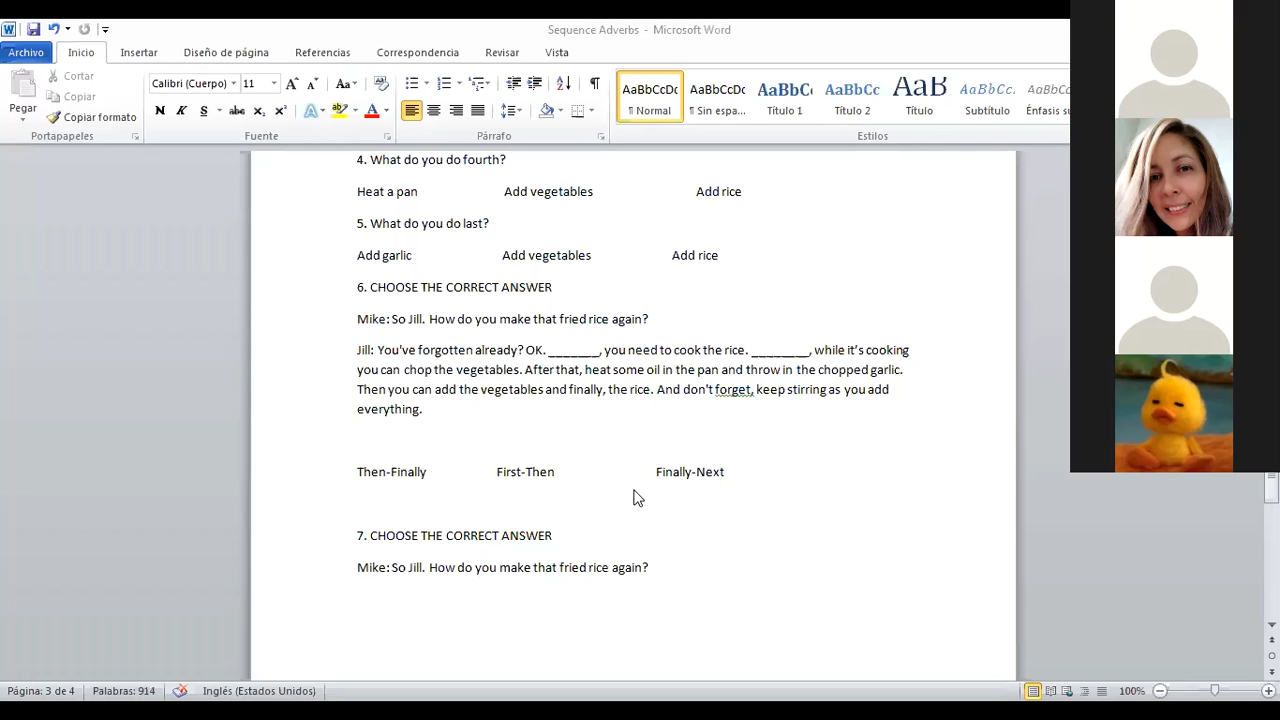 Sequence Adverbs - Microsoft Word
Archivo Inicio Insertar Diseño de página Referencias Correspondencia Revisar Vista
Pegar
Cortar
Copiar
Copiar formato
Portapapeles
Calibri (Cuerpo) 11
N K S abc
Fuente
Párrafo
AaBbCcDc AaBbCcDc AaBbC AaBbCc AaB AaBbCc. AaBbCc
¶ Normal ¶ Sin espa... Título 1 Título 2 Título Subtítulo Énfasis su
Estilos
4. What do you do fourth?
Heat a pan Add vegetables Add rice
5. What do you do last?
Add garlic Add vegetables Add rice
6. CHOOSE THE CORRECT ANSWER
Mike: So Jill. How do you make that fried rice again?
Jill: You've forgotten already? OK. _______, you need to cook the rice. ________, while it's cooking
you can chop the vegetables. After that, heat some oil in the pan and throw in the chopped garlic.
Then you can add the vegetables and finally, the rice. And don't forget, keep stirring as you add
everything.
Then-Finally First-Then Finally-Next
7. CHOOSE THE CORRECT ANSWER
Mike: So Jill. How do you make that fried rice again?
Página: 3 de 4 Palabras: 914 Inglés (Estados Unidos) 100%